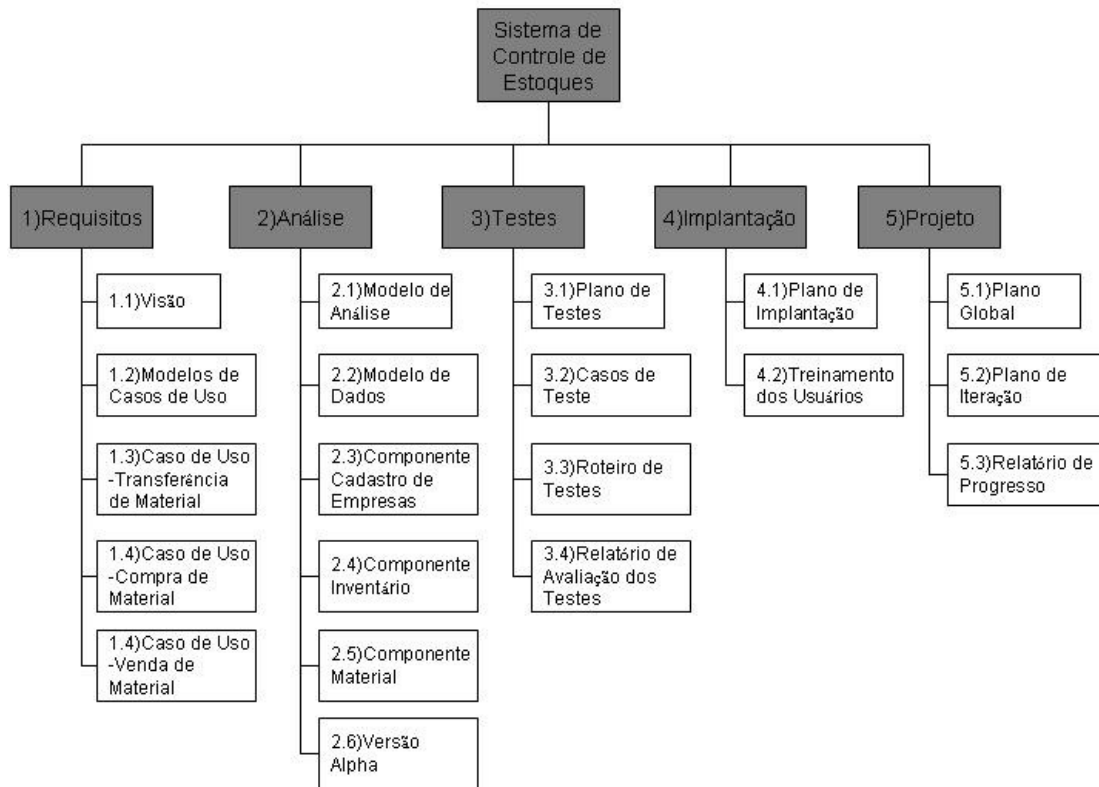 Sistema de
Controle de
Estoques
1)Requisitos
2)Análise
3)Testes
4)Implantação
5)Projeto
1.1)Visão
1.2)Modelos de
Casos de Uso
1.3)Caso de Uso
-Transferência
de Material
1.4)Caso de Uso
-Compra de
Material
1.4)Caso de Uso
-Venda de
Material
2.1)Modelo de
Análise
2.2)Modelo de
Dados
2.3)Componente
Cadastro de
Empresas
2.4)Componente
Inventário
2.5)Componente
Material
2.6)Versão
Alpha
3.1)Plano de
Testes
3.2)Casos de
Teste
3.3)Roteiro de
Testes
3.4)Relatório de
Avaliação dos
Testes
4.1)Plano de
Implantação
4.2)Treinamento
dos Usuários
5.1)Plano
Global
5.2)Plano de
Iteração
5.3)Relatório de
Progresso